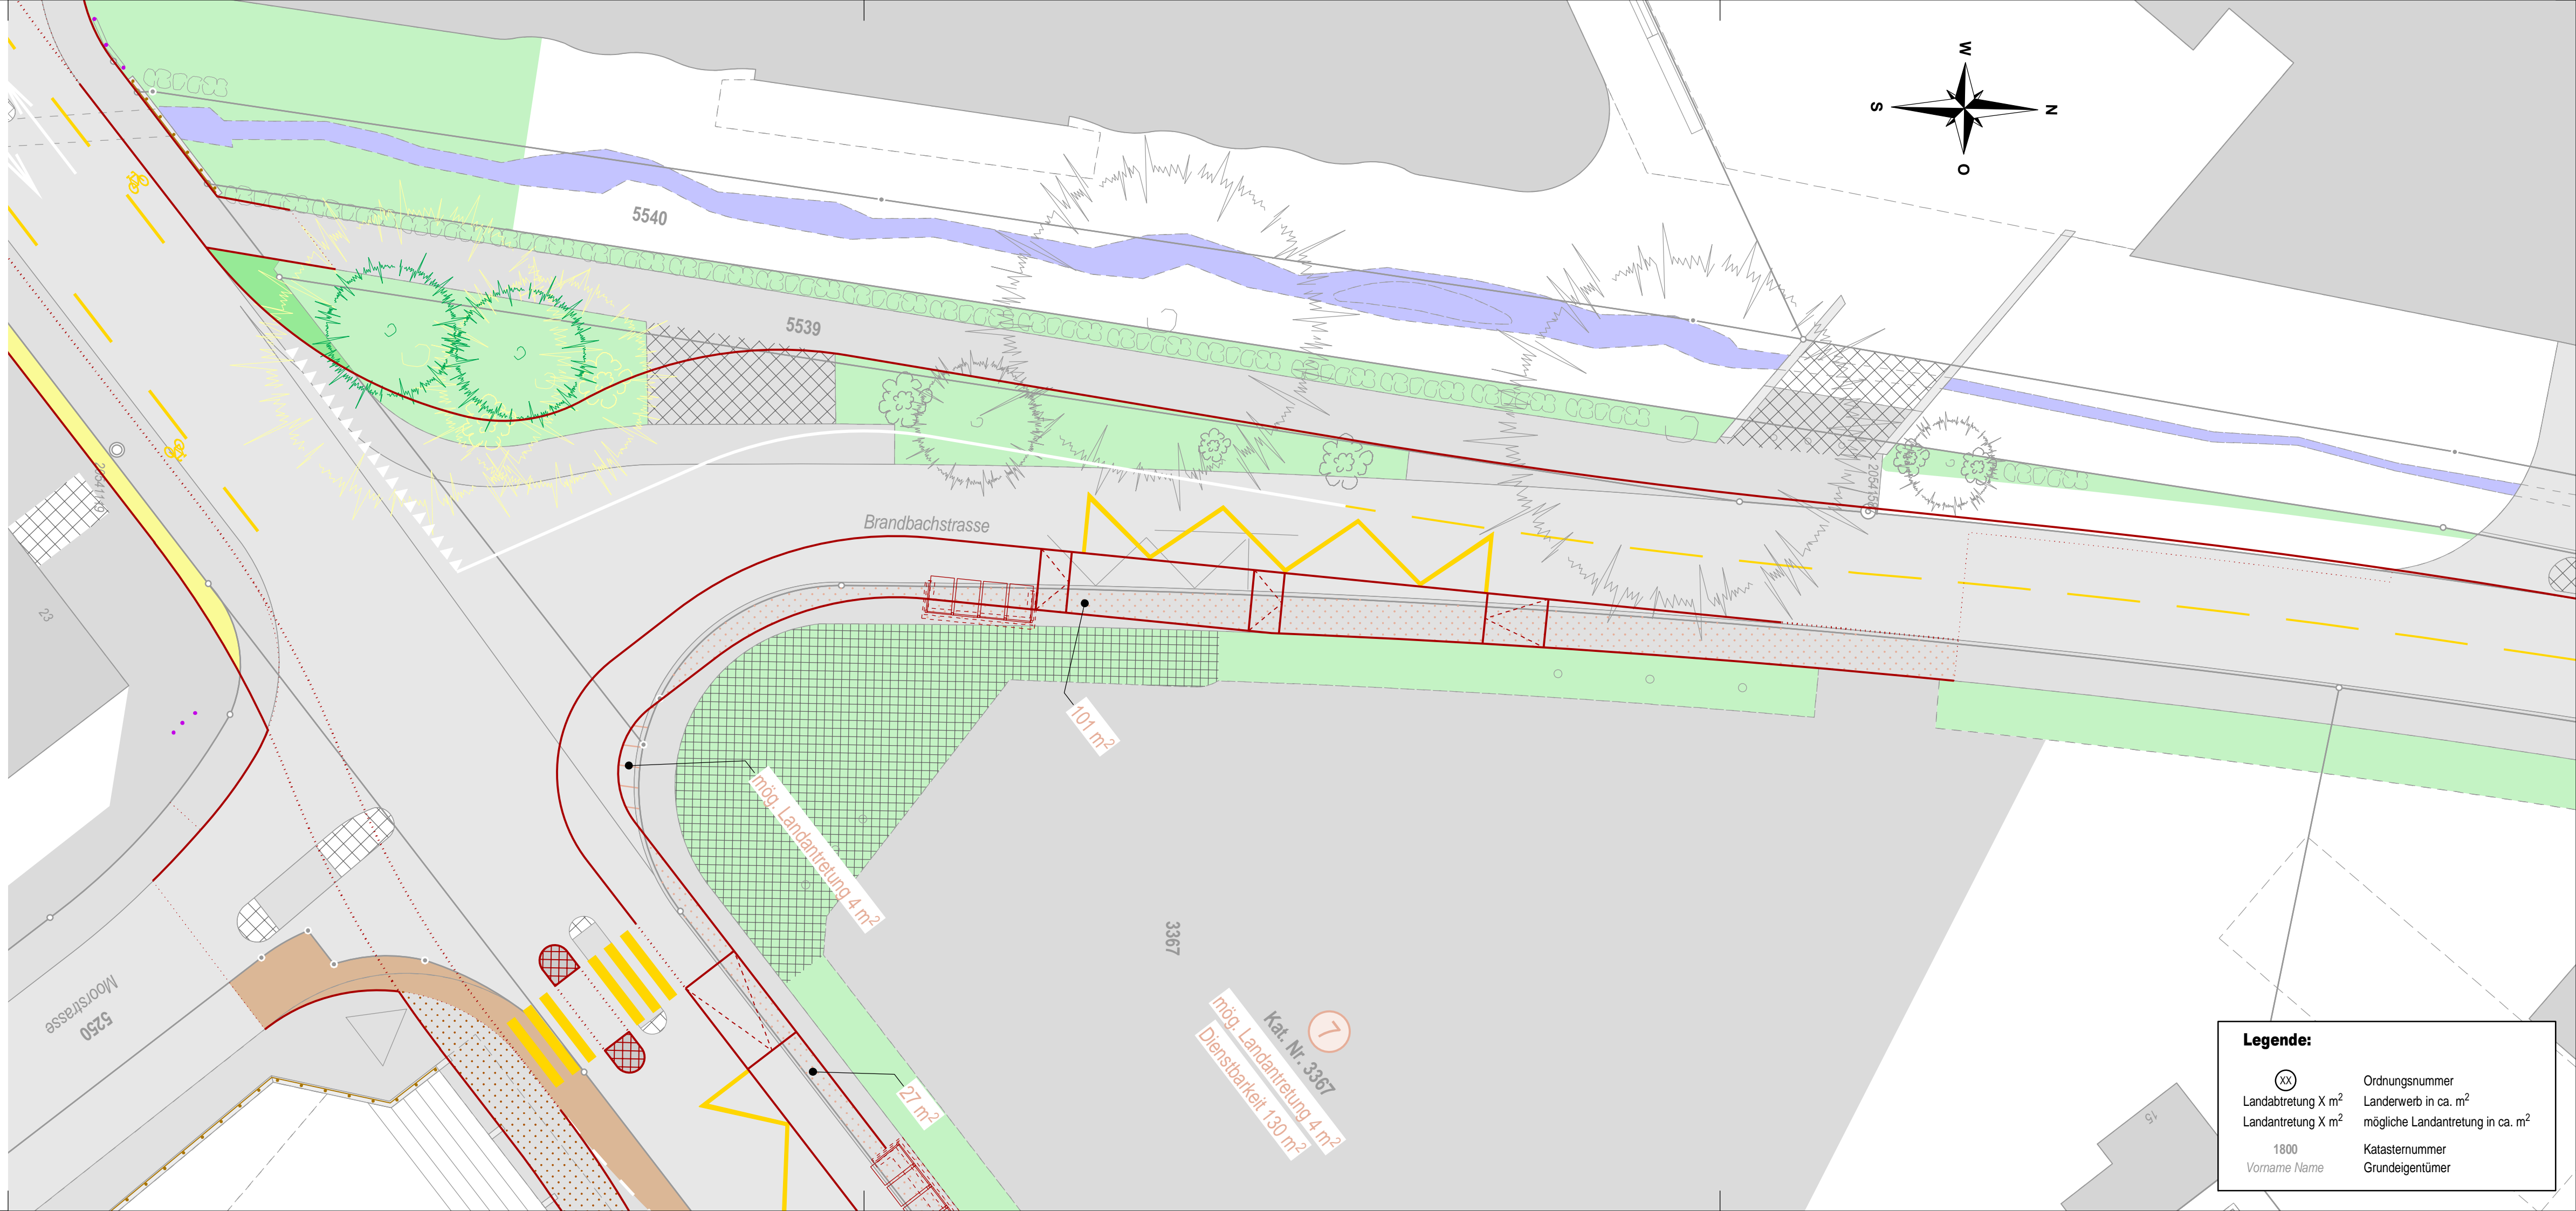 W
S
N
O
5540
5539
Brandbachstrasse
23
101 m²
mög. Landantretung 4 m²
3367
Moorstrasse
5250
27 m²
7
Kat. Nr. 3367
mög. Landantretung 4 m²
Dienstbarkeit 130 m²
15
Legende:
XX Ordnungsnummer
Landabtretung X m² Landerwerb in ca. m²
Landantretung X m² mögliche Landantretung in ca. m²
1800 Katasternummer
Vorname Name Grundeigentümer